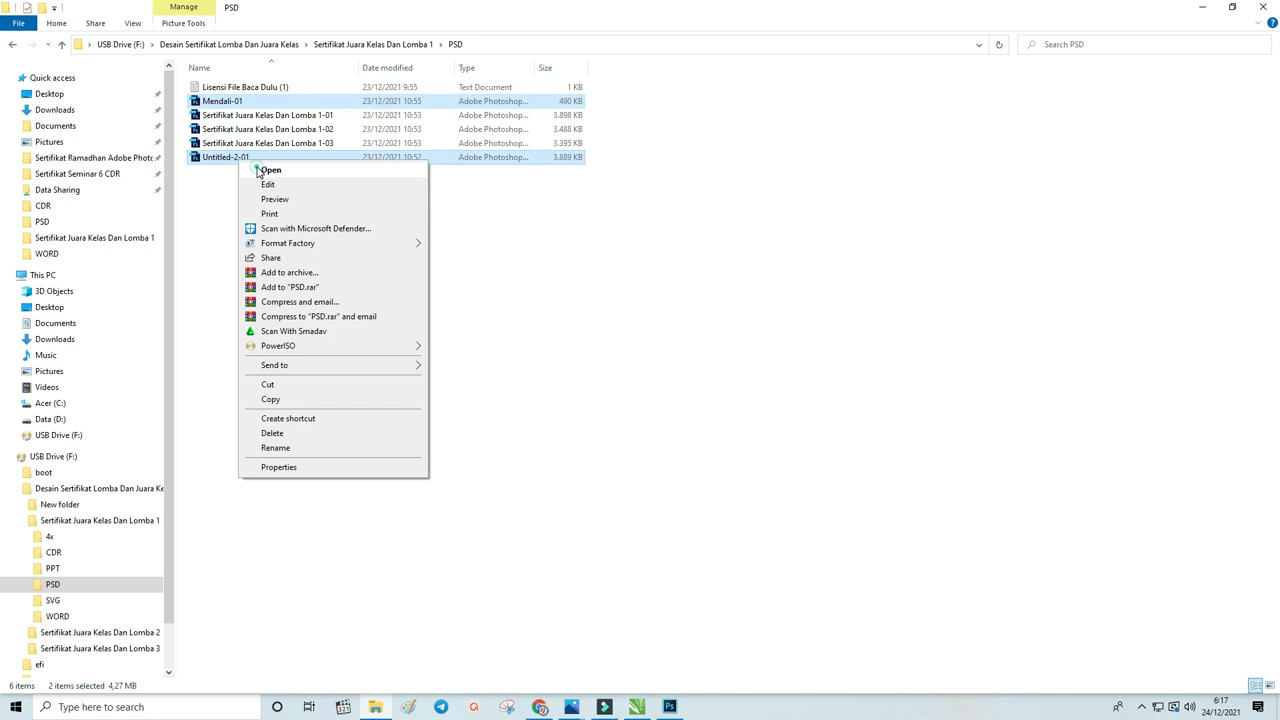 Manage
PSD
File
Home
Share
View
Picture Tools
USB Drive (F:)
Desain Sertifikat Lomba Dan Juara Kelas
Sertifikat Juara Kelas Dan Lomba 1
PSD
Search PSD
Name
Date modified
Type
Size
Lisensi File Baca Dulu (1)
23/12/2021 9:55
Text Document
1 KB
Mendali-01
23/12/2021 10:55
Adobe Photoshop...
490 KB
Sertifikat Juara Kelas Dan Lomba 1-01
23/12/2021 10:53
Adobe Photoshop...
3.898 KB
Sertifikat Juara Kelas Dan Lomba 1-02
23/12/2021 10:53
Adobe Photoshop...
3.488 KB
Sertifikat Juara Kelas Dan Lomba 1-03
23/12/2021 10:53
Adobe Photoshop...
3.395 KB
Untitled-2-01
23/12/2021 10:52
Adobe Photoshop...
3.889 KB
Open
Edit
Preview
Print
Scan with Microsoft Defender...
Format Factory
Share
Add to archive...
Add to "PSD.rar"
Compress and email...
Compress to "PSD.rar" and email
Scan With Smadav
PowerISO
Send to
Cut
Copy
Create shortcut
Delete
Rename
Properties
Quick access
Desktop
Downloads
Documents
Pictures
Sertifikat Ramadhan Adobe Photo
Sertifikat Seminar 6 CDR
Data Sharing
CDR
PSD
Sertifikat Juara Kelas Dan Lomba 1
WORD
This PC
3D Objects
Desktop
Documents
Downloads
Music
Pictures
Videos
Acer (C:)
Data (D:)
USB Drive (F:)
USB Drive (F:)
boot
Desain Sertifikat Lomba Dan Juara Ke
New folder
Sertifikat Juara Kelas Dan Lomba 1
4x
CDR
PPT
PSD
SVG
WORD
Sertifikat Juara Kelas Dan Lomba 2
Sertifikat Juara Kelas Dan Lomba 3
efi
6 items
2 items selected 4,27 MB
Type here to search
6:17
24/12/2021